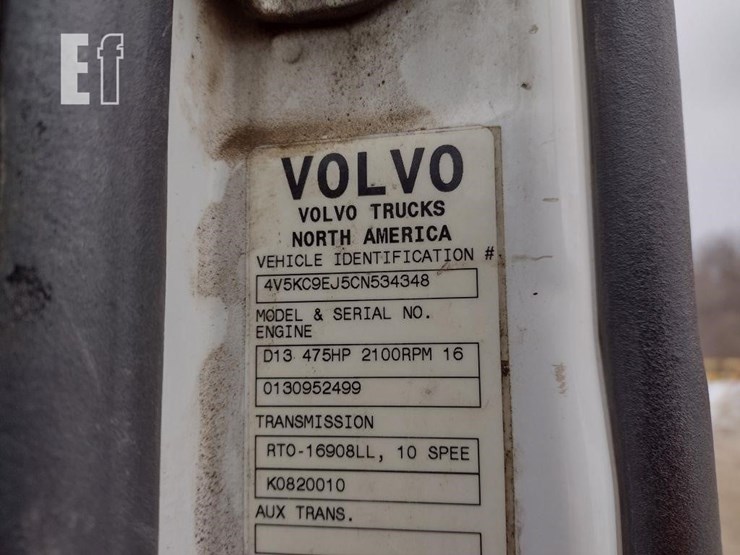 Ef
VOLVO
VOLVO TRUCKS
NORTH AMERICA
VEHICLE IDENTIFICATION #
4V5KC9EJ5CN534348
MODEL & SERIAL NO.
ENGINE
D13 475HP 2100RPM 16
0130952499
TRANSMISSION
RTO-16908LL, 10 SPEE
K0820010
AUX TRANS.